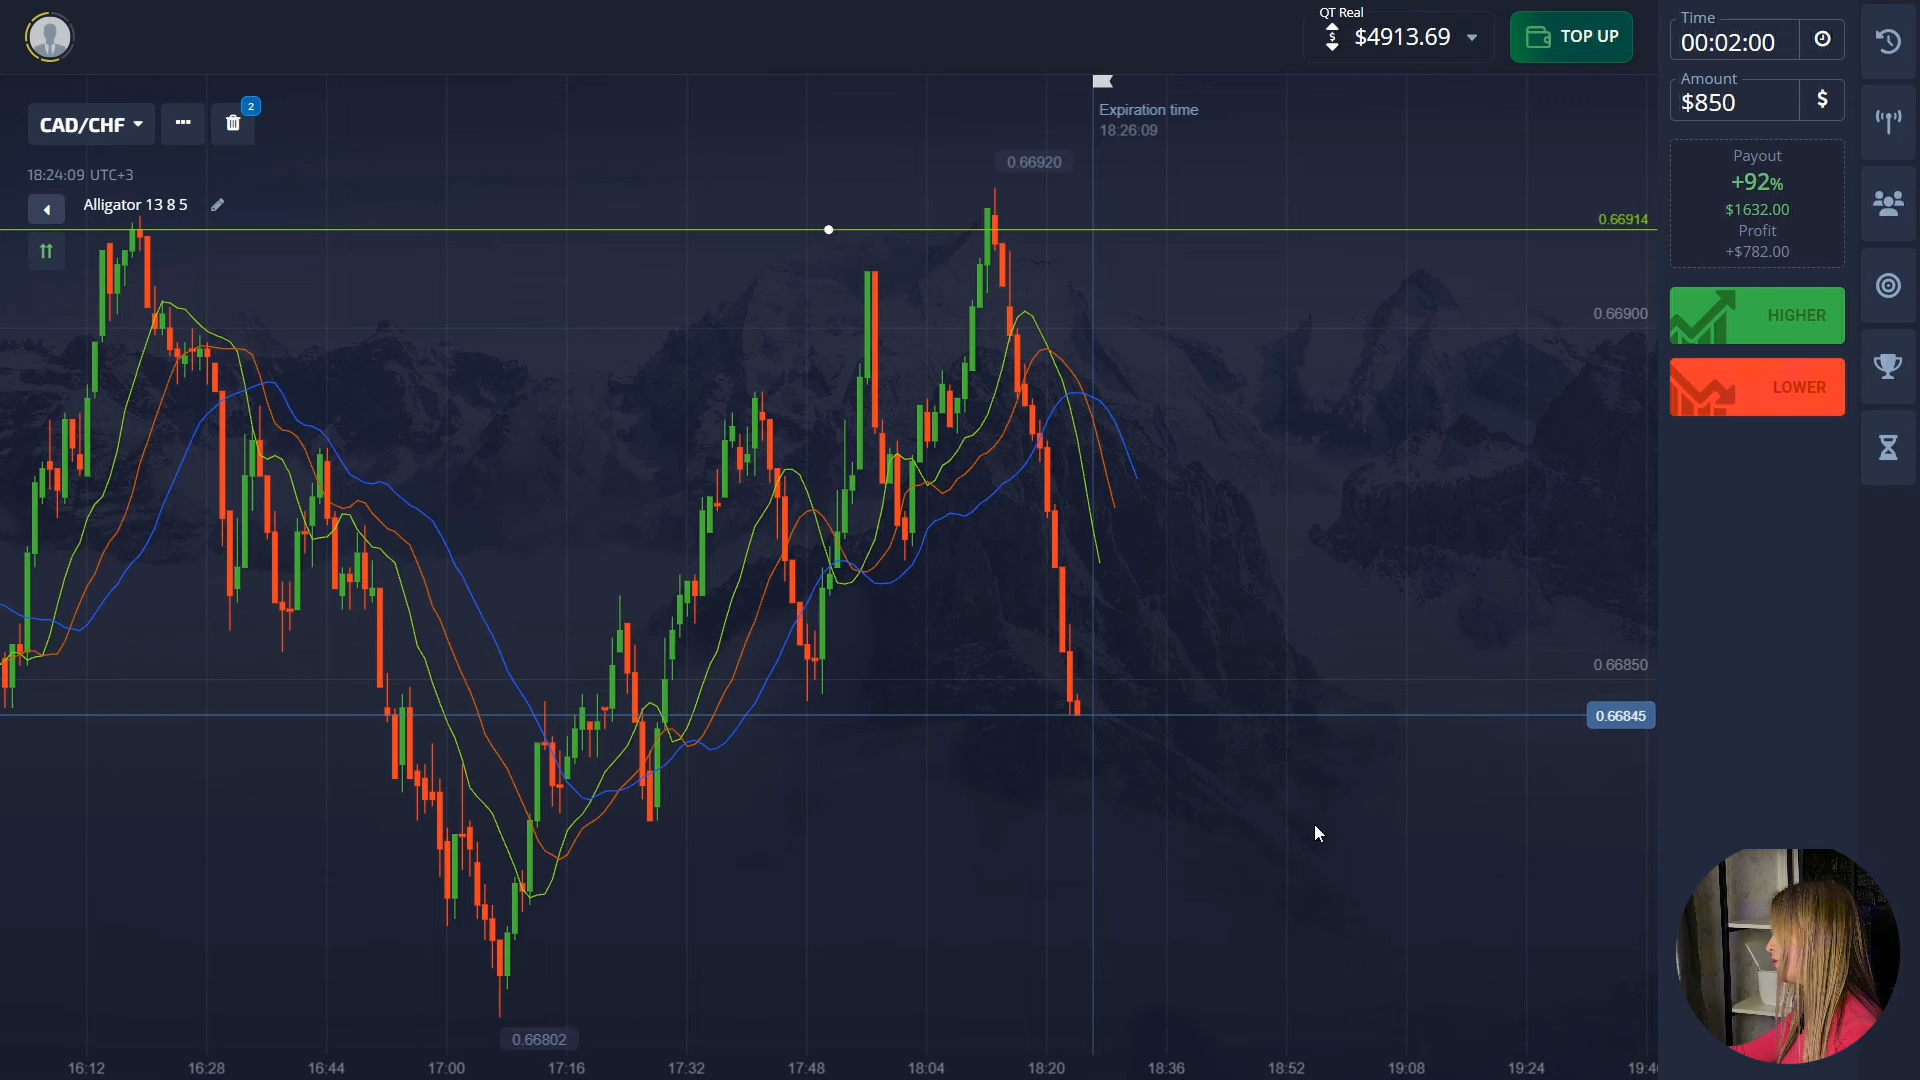 QT Real
$4913.69
TOP UP
Time
00:02:00
Amount
$850
$
Payout
+92%
$1632.00
Profit
+$782.00
HIGHER
LOWER
CAD/CHF
2
18:24:09 UTC+3
Alligator 13 8 5
Expiration time
18:26:09
0.66920
0.66914
0.66900
0.66850
0.66845
0.66802
16:12 16:28 16:44 17:00 17:16 17:32 17:48 18:04 18:20 18:36 18:52 19:08 19:24